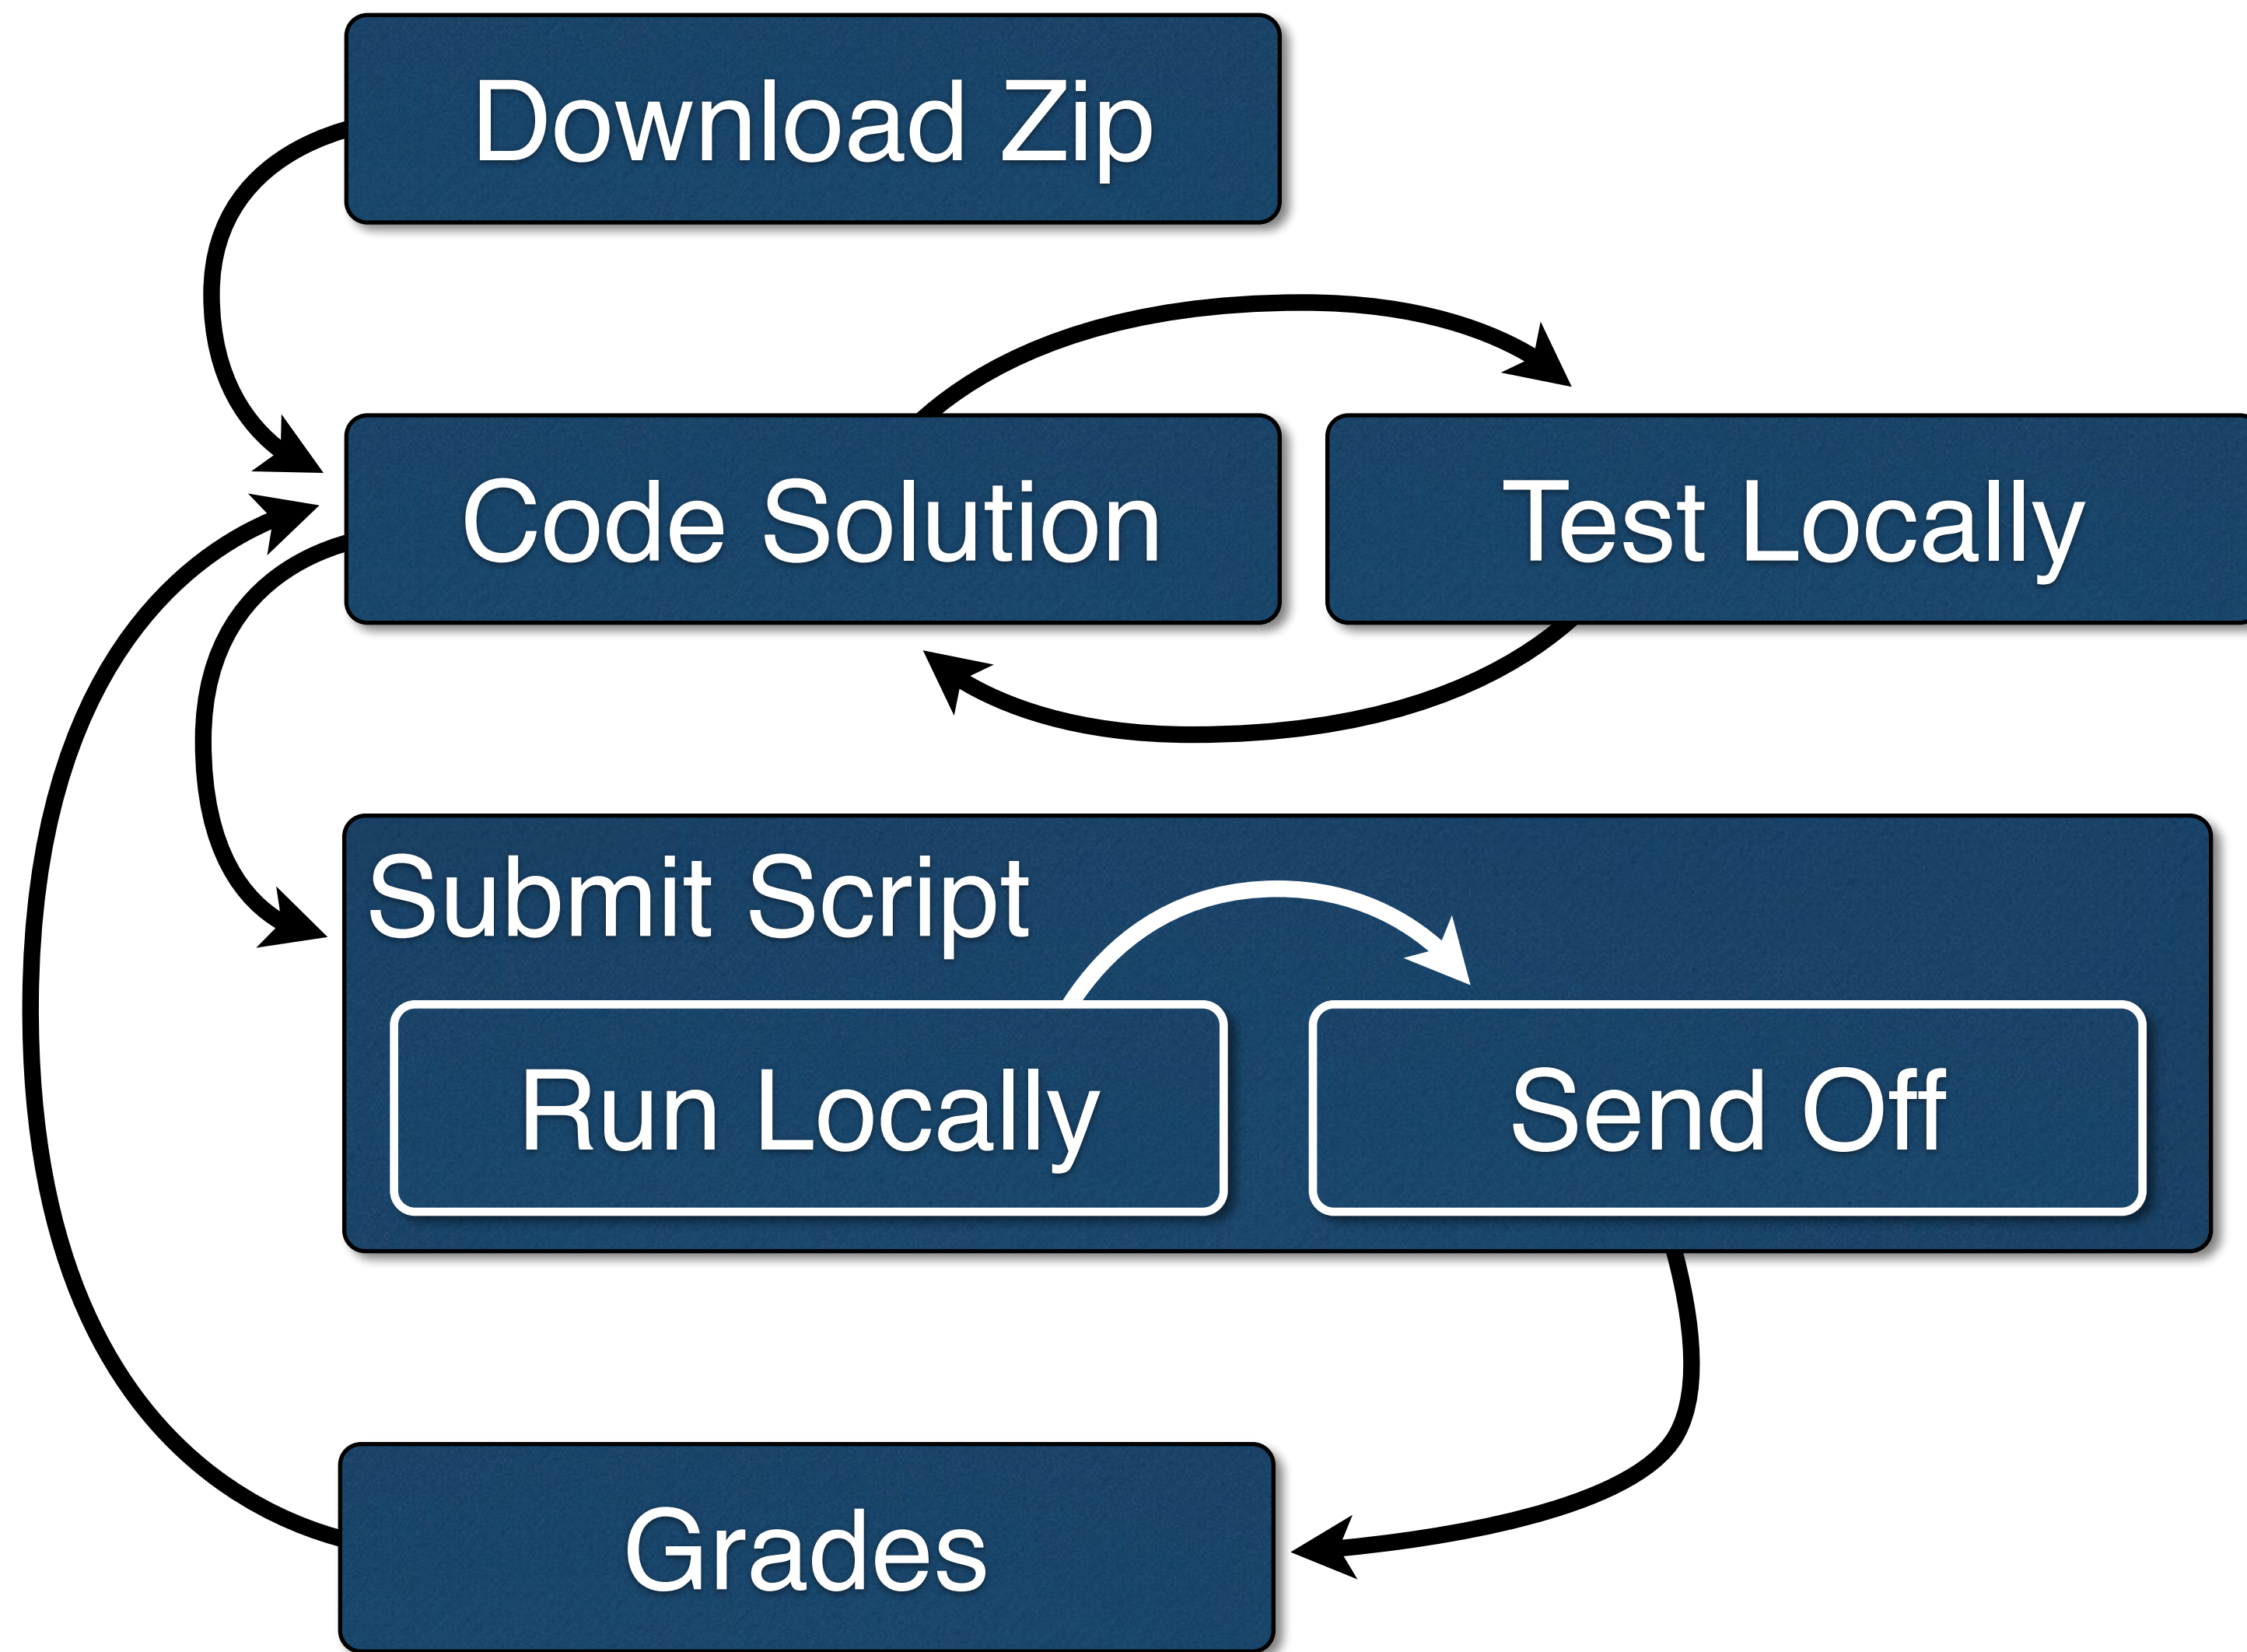 Download Zip
Code Solution
Test Locally
Submit Script
Run Locally
Send Off
Grades